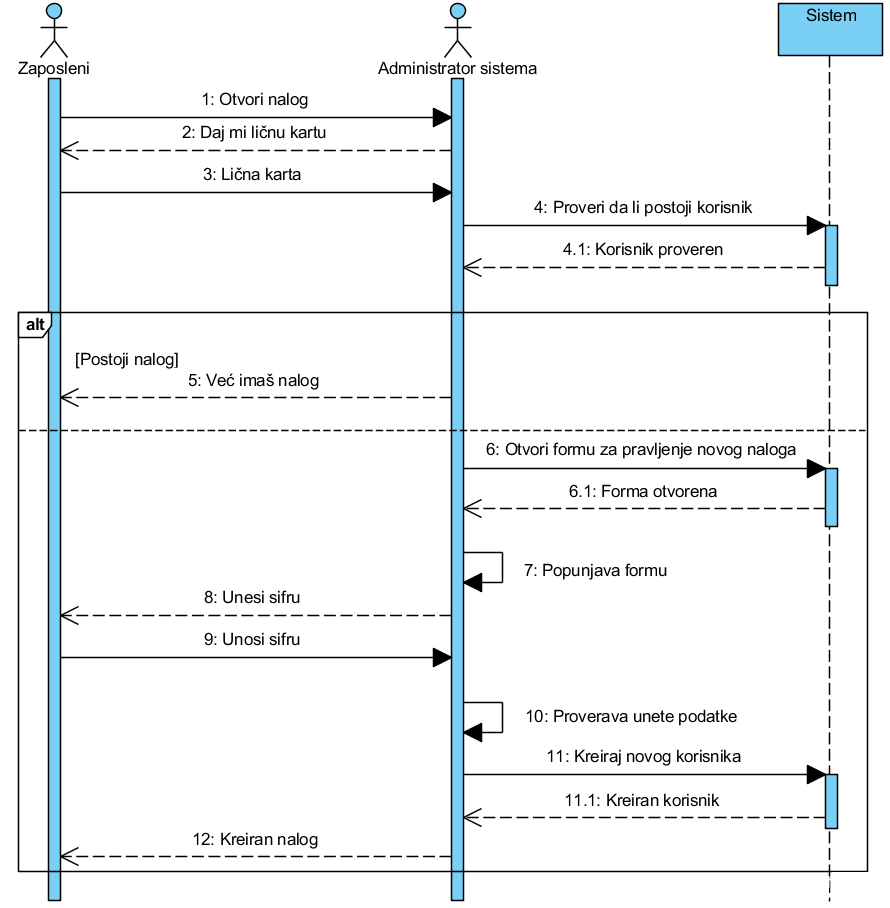 Zaposleni
Administrator sistema
Sistem
1: Otvori nalog
2: Daj mi ličnu kartu
3: Lična karta
4: Proveri da li postoji korisnik
4.1: Korisnik proveren
alt
[Postoji nalog]
5: Već imaš nalog
6: Otvori formu za pravljenje novog naloga
6.1: Forma otvorena
7: Popunjava formu
8: Unesi sifru
9: Unosi sifru
10: Proverava unete podatke
11: Kreiraj novog korisnika
11.1: Kreiran korisnik
12: Kreiran nalog